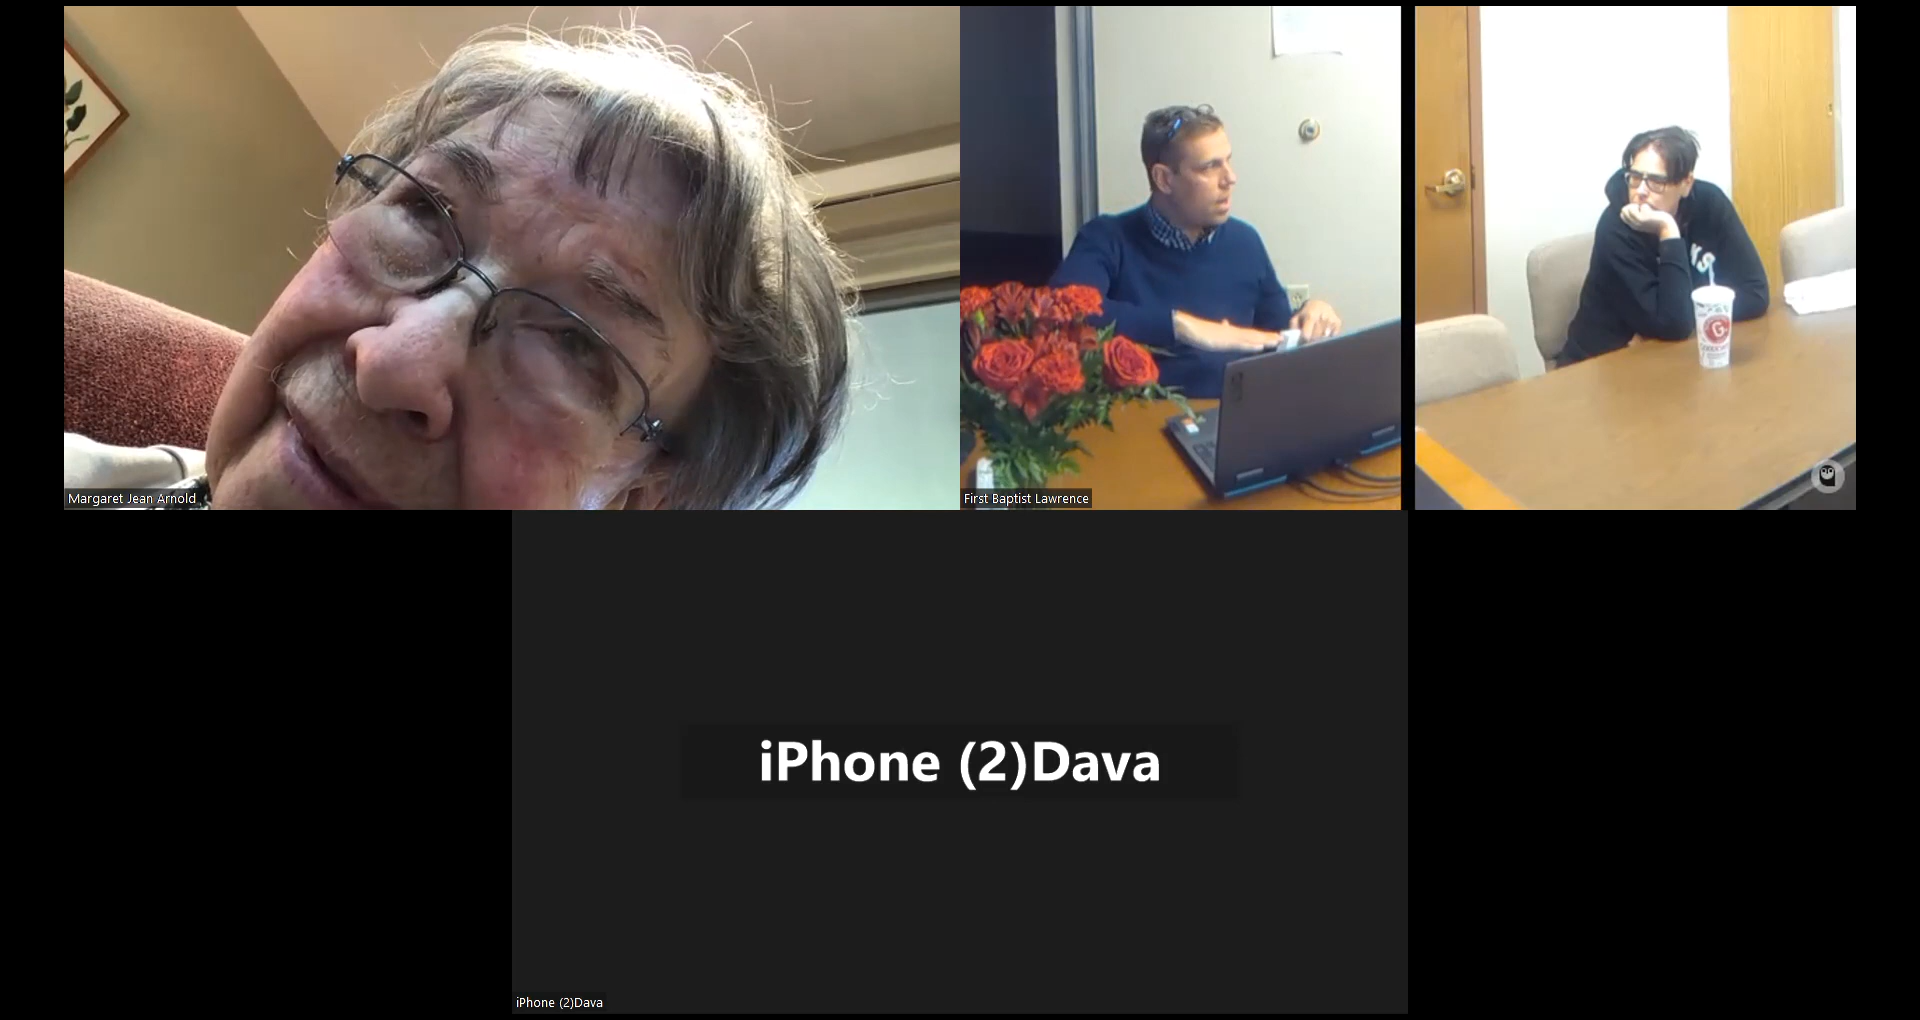 Margaret Jean Arnold
First Baptist Lawrence
G
iPhone (2)Dava
iPhone (2)Dava